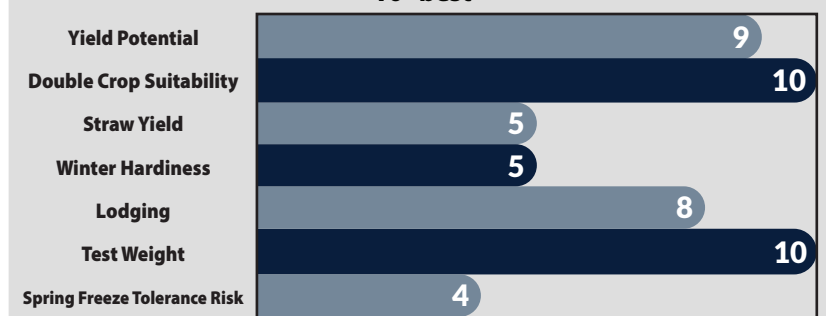 Yield Potential 9
Double Crop Suitability 10
Straw Yield 5
Winter Hardiness 5
Lodging 8
Test Weight 10
Spring Freeze Tolerance Risk 4